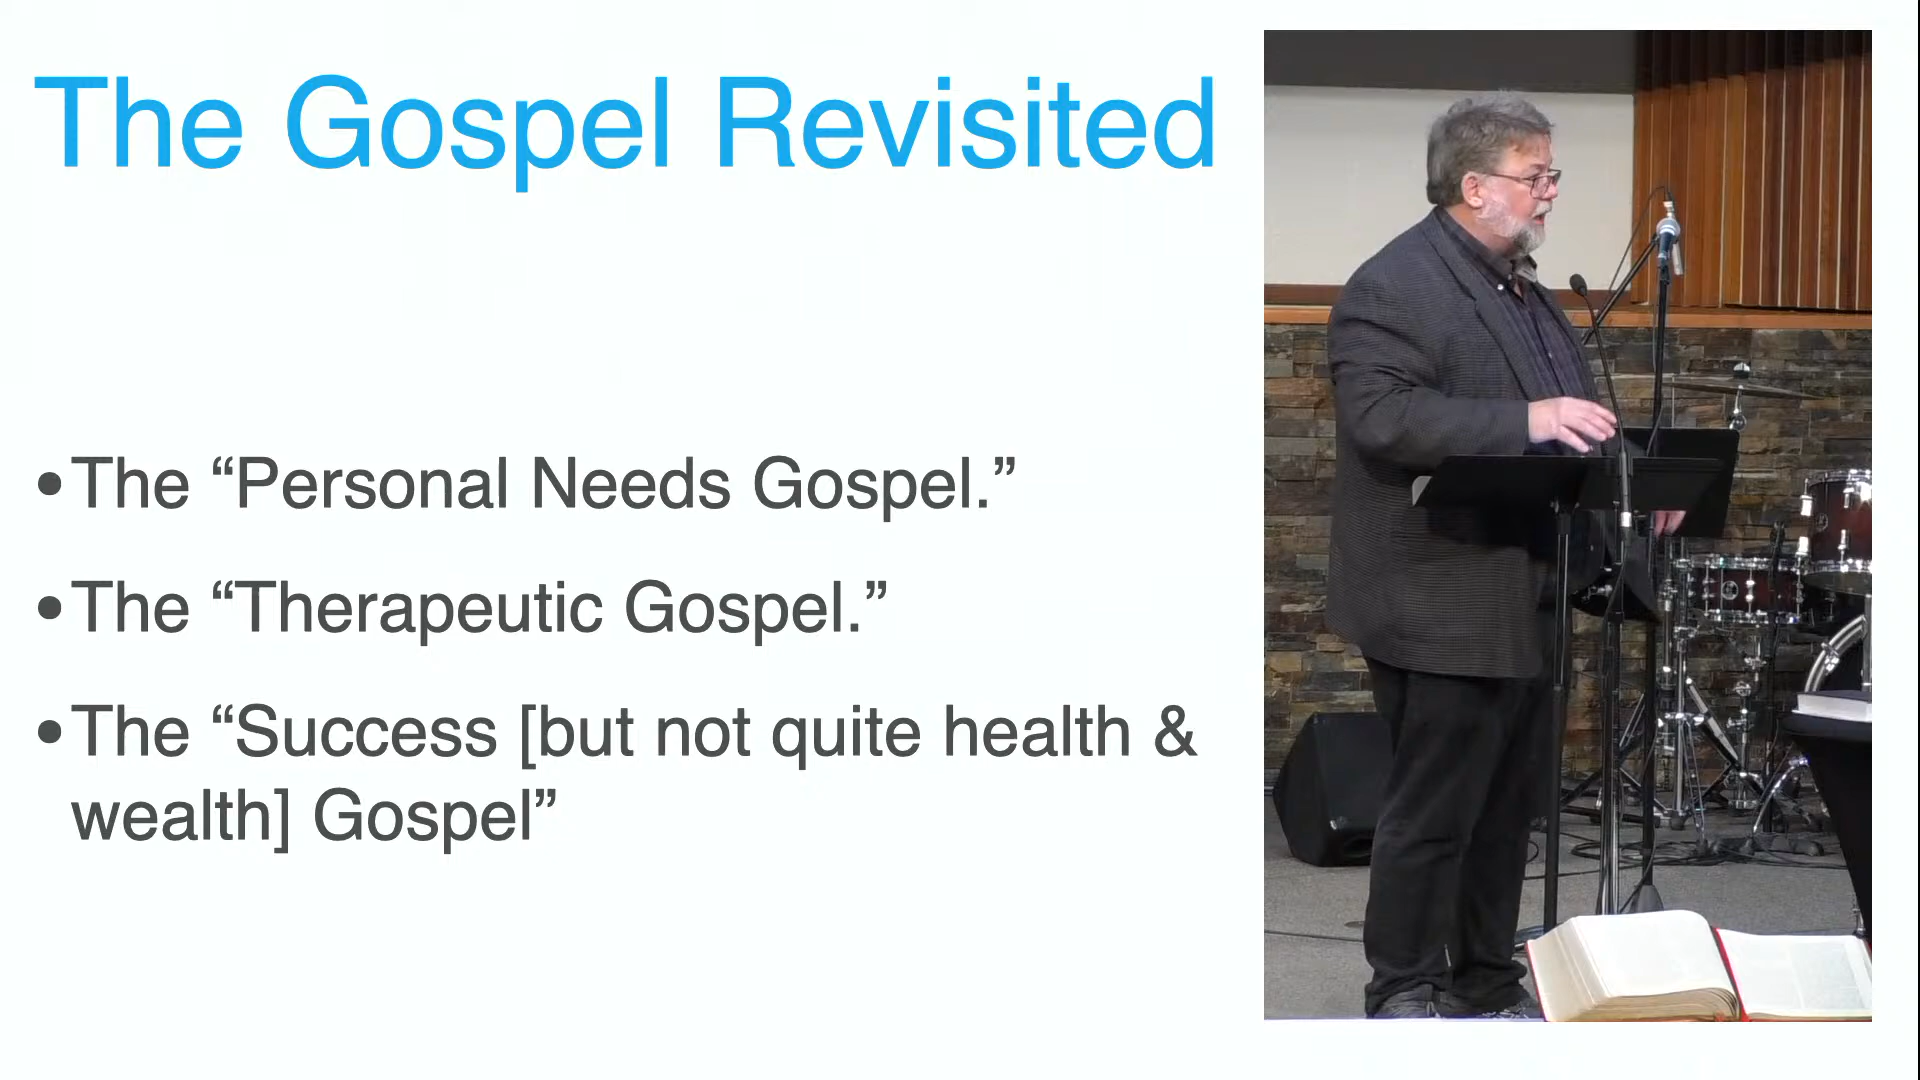 The Gospel Revisited
•The “Personal Needs Gospel.”
•The “Therapeutic Gospel.”
•The “Success [but not quite health &
wealth] Gospel”